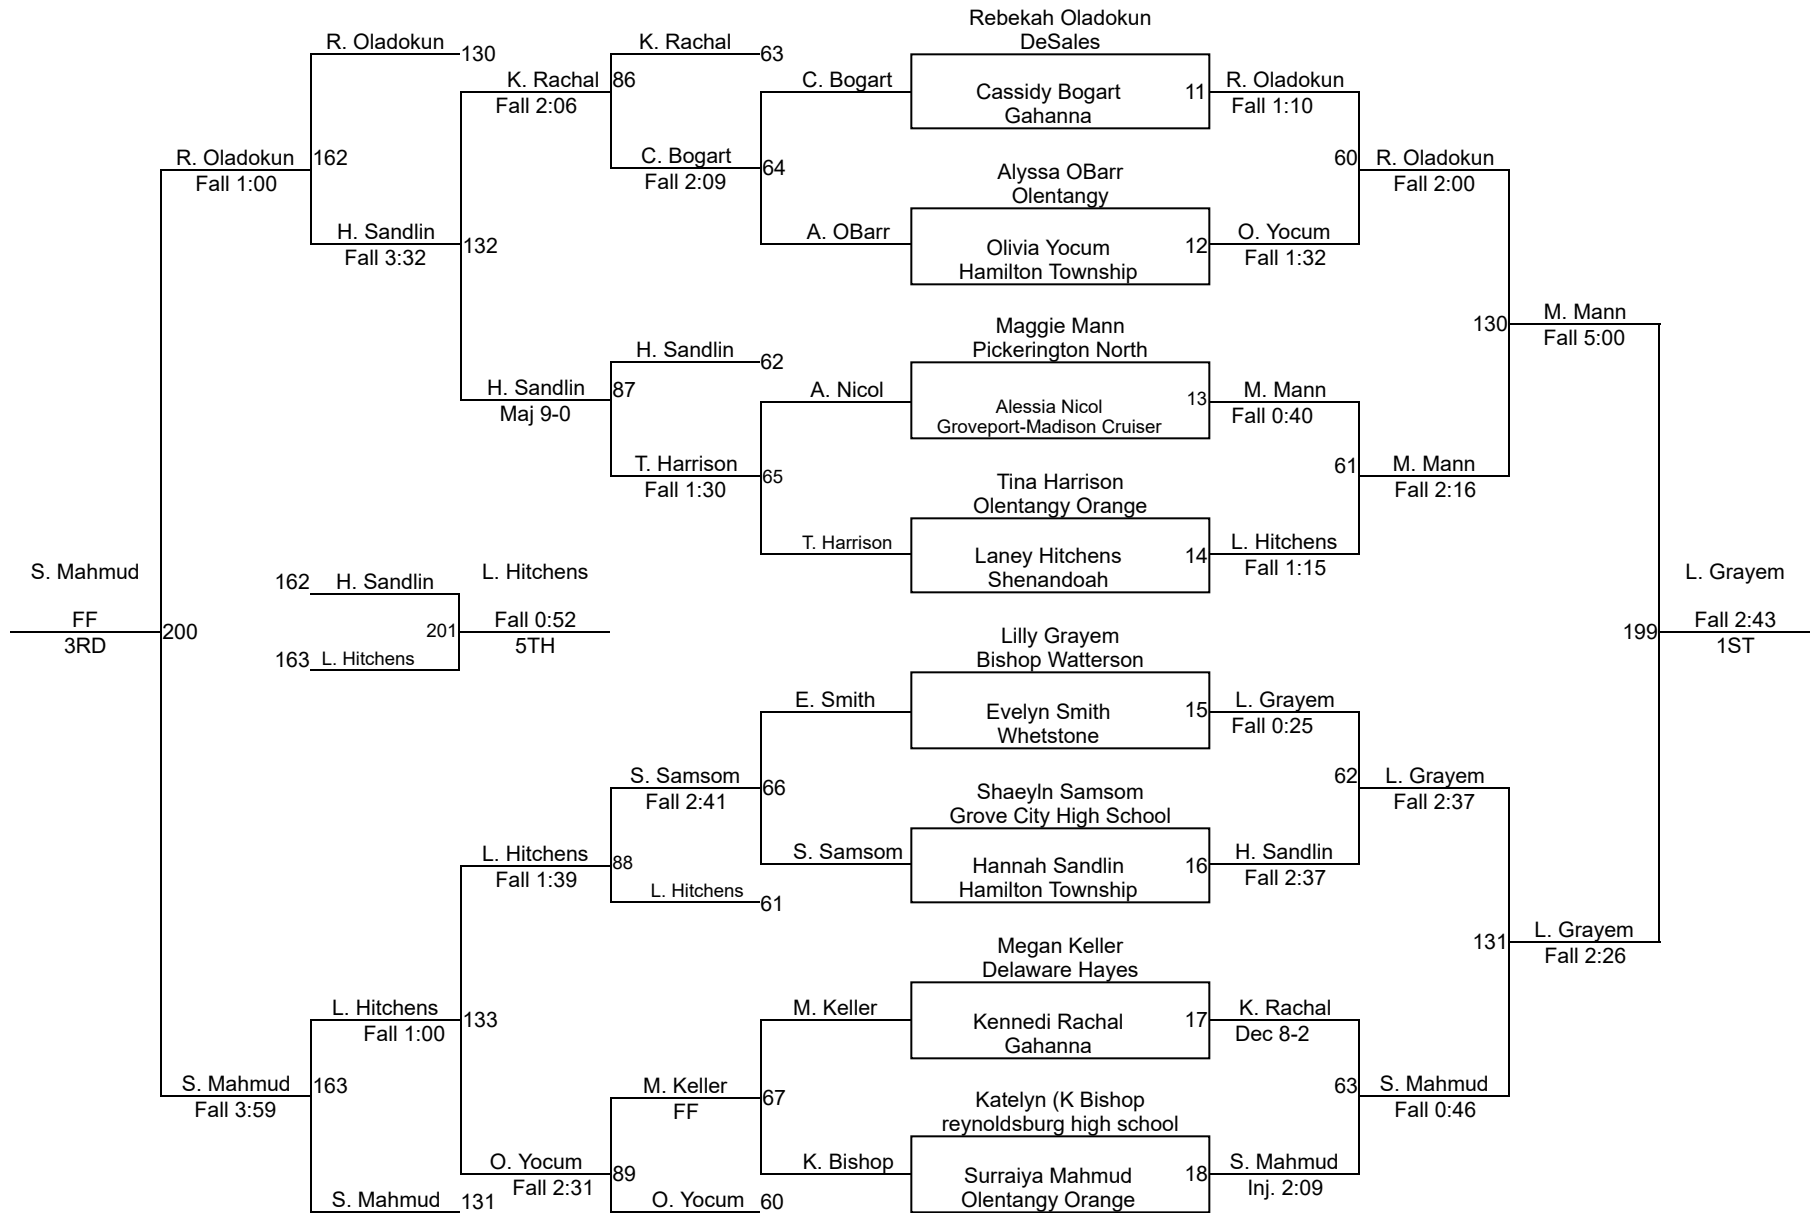 Rebekah Oladokun
DeSales
R. Oladokun
130
K. Rachal
63
K. Rachal
86
Fall 2:06
C. Bogart
Cassidy Bogart
Gahanna
11
R. Oladokun
Fall 1:10
R. Oladokun
162
Fall 1:00
C. Bogart
64
Fall 2:09
Alyssa OBarr
Olentangy
60
R. Oladokun
Fall 2:00
H. Sandlin
132
Fall 3:32
A. OBarr
Olivia Yocum
Hamilton Township
12
O. Yocum
Fall 1:32
Maggie Mann
Pickerington North
130
M. Mann
Fall 5:00
H. Sandlin
62
H. Sandlin
87
Maj 9-0
A. Nicol
Alessia Nicol
Groveport-Madison Cruiser
13
M. Mann
Fall 0:40
T. Harrison
65
Fall 1:30
Tina Harrison
Olentangy Orange
61
M. Mann
Fall 2:16
T. Harrison
Laney Hitchens
Shenandoah
14
L. Hitchens
Fall 1:15
S. Mahmud
FF
3RD
200
162
H. Sandlin
163
L. Hitchens
201
L. Hitchens
Fall 0:52
5TH
L. Grayem
199
Fall 2:43
1ST
Lilly Grayem
Bishop Watterson
E. Smith
Evelyn Smith
Whetstone
15
L. Grayem
Fall 0:25
S. Samsom
66
Fall 2:41
Shaeyln Samsom
Grove City High School
62
L. Grayem
Fall 2:37
L. Hitchens
88
Fall 1:39
S. Samsom
Hannah Sandlin
Hamilton Township
16
H. Sandlin
Fall 2:37
L. Hitchens
61
131
L. Grayem
Fall 2:26
Megan Keller
Delaware Hayes
L. Hitchens
133
Fall 1:00
M. Keller
Kennedi Rachal
Gahanna
17
K. Rachal
Dec 8-2
S. Mahmud
163
Fall 3:59
M. Keller
67
FF
Katelyn (K Bishop
reynoldsburg high school
63
S. Mahmud
Fall 0:46
O. Yocum
89
Fall 2:31
K. Bishop
Surraiya Mahmud
Olentangy Orange
18
S. Mahmud
Inj. 2:09
S. Mahmud
131
O. Yocum
60